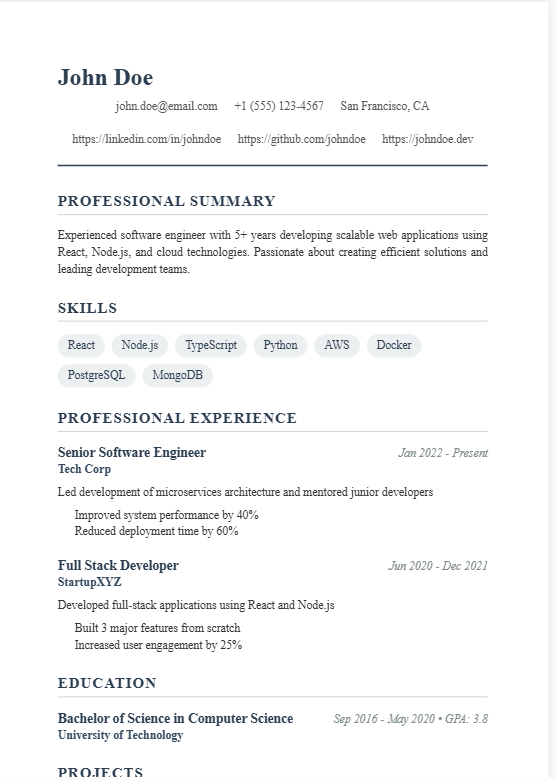 John Doe
john.doe@email.com +1 (555) 123-4567 San Francisco, CA
https://linkedin.com/in/johndoe https://github.com/johndoe https://johndoe.dev
PROFESSIONAL SUMMARY
Experienced software engineer with 5+ years developing scalable web applications using
React, Node.js, and cloud technologies. Passionate about creating efficient solutions and
leading development teams.
SKILLS
React Node.js TypeScript Python AWS Docker
PostgreSQL MongoDB
PROFESSIONAL EXPERIENCE
Senior Software Engineer Jan 2022 - Present
Tech Corp
Led development of microservices architecture and mentored junior developers
Improved system performance by 40%
Reduced deployment time by 60%
Full Stack Developer Jun 2020 - Dec 2021
StartupXYZ
Developed full-stack applications using React and Node.js
Built 3 major features from scratch
Increased user engagement by 25%
EDUCATION
Bachelor of Science in Computer Science Sep 2016 - May 2020 • GPA: 3.8
University of Technology
PROJECTS